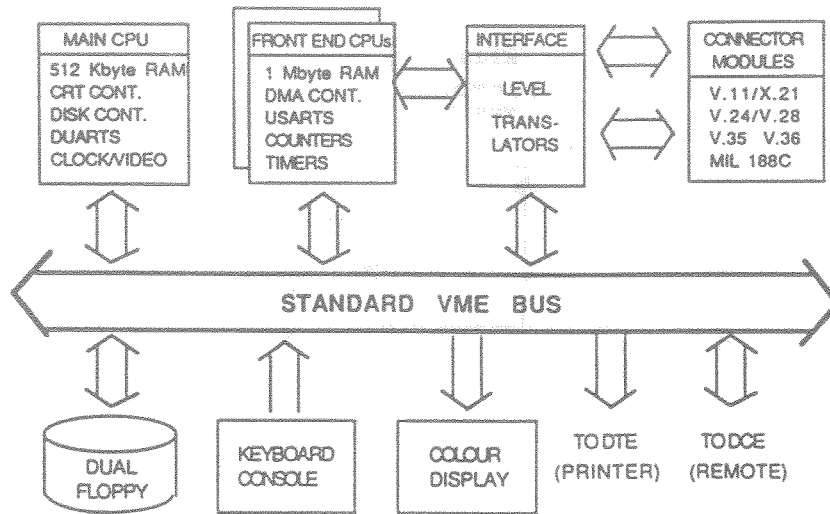 MAIN CPU
512 Kbyte RAM
CRT CONT.
DISK CONT.
DUARTS
CLOCK/VIDEO
FRONT END CPUs
1 Mbyte RAM
DMA CONT.
USARTS
COUNTERS
TIMERS
INTERFACE
LEVEL
TRANS-
LATORS
CONNECTOR
MODULES
V.11/X.21
V.24/V.28
V.35 V.36
MIL 188C
STANDARD VME BUS
DUAL
FLOPPY
KEYBOARD
CONSOLE
COLOUR
DISPLAY
TO DTE
(PRINTER)
TO DCE
(REMOTE)